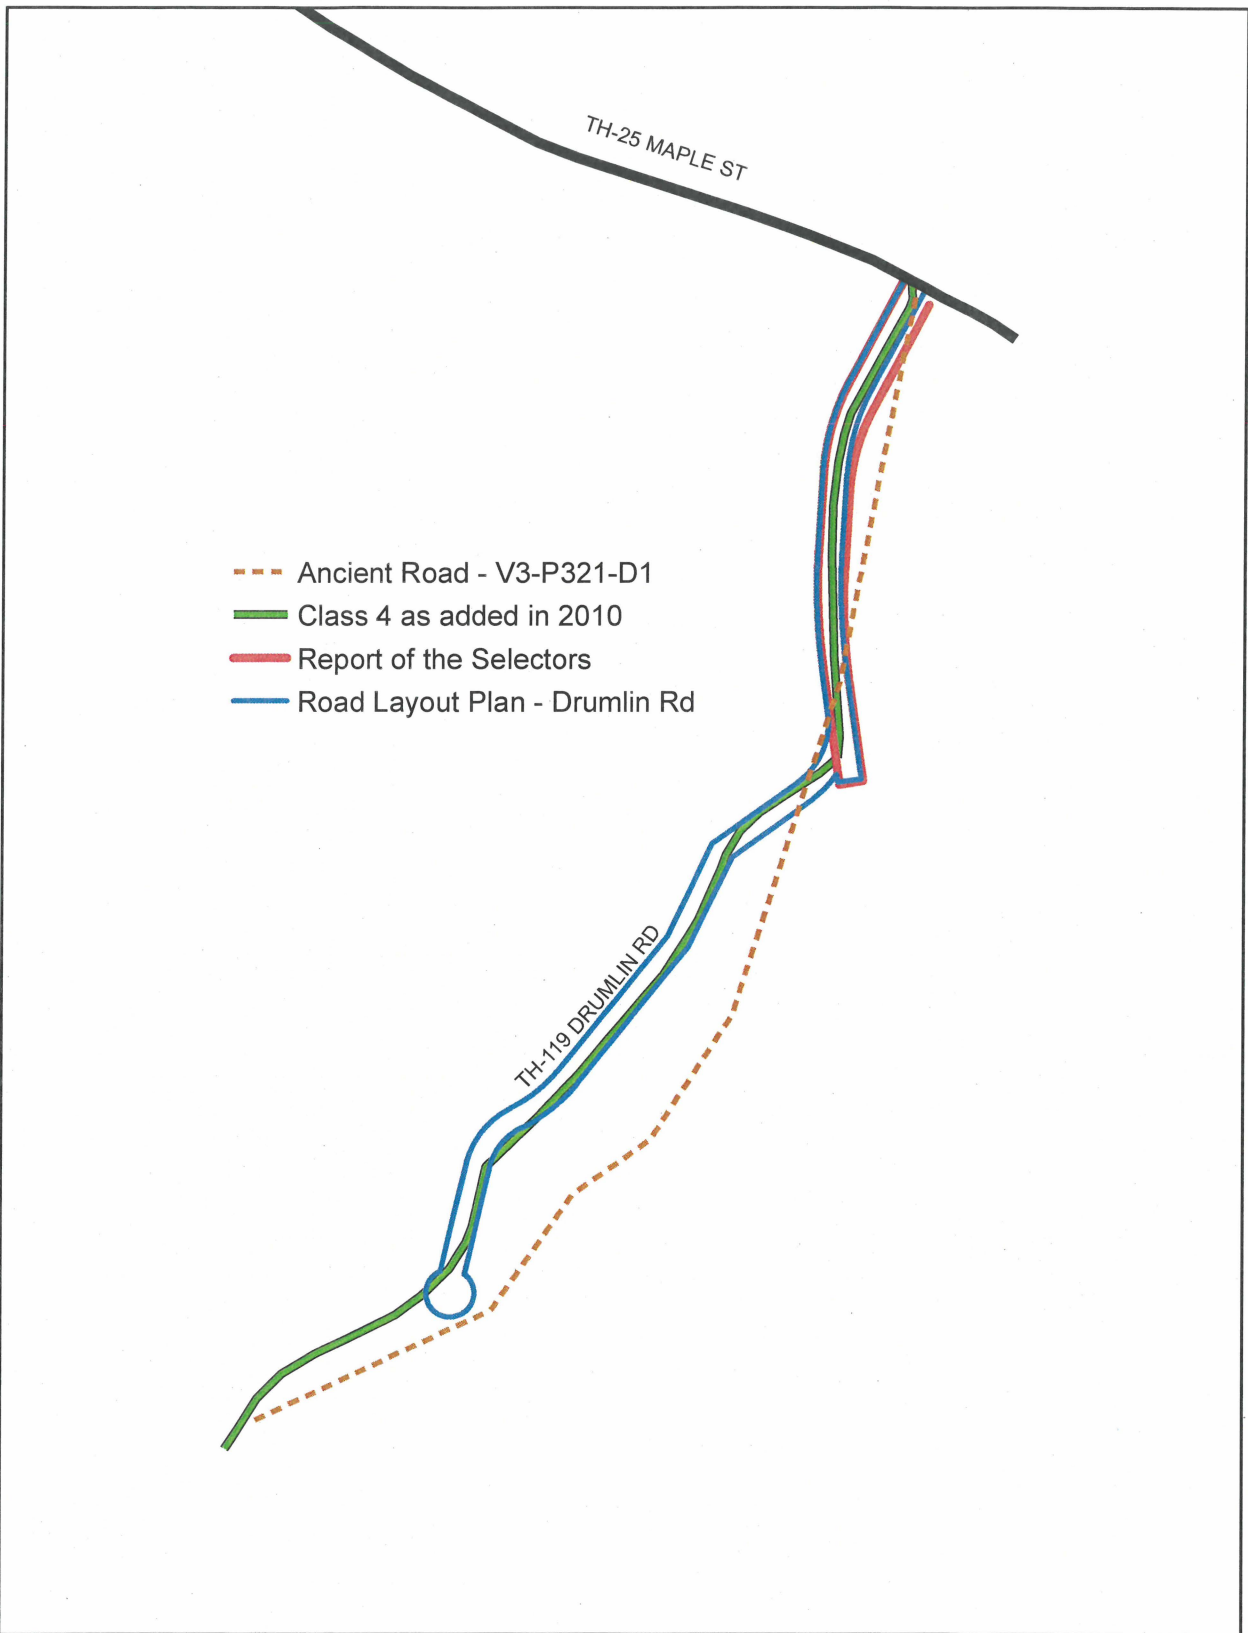 TH-25 MAPLE ST
Ancient Road - V3-P321-D1
Class 4 as added in 2010
Report of the Selectors
Road Layout Plan - Drumlin Rd
TH-119 DRUMLIN RD